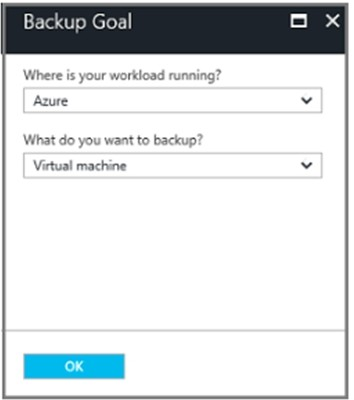 Backup Goal
Where is your workload running?
Azure
What do you want to backup?
Virtual machine
OK